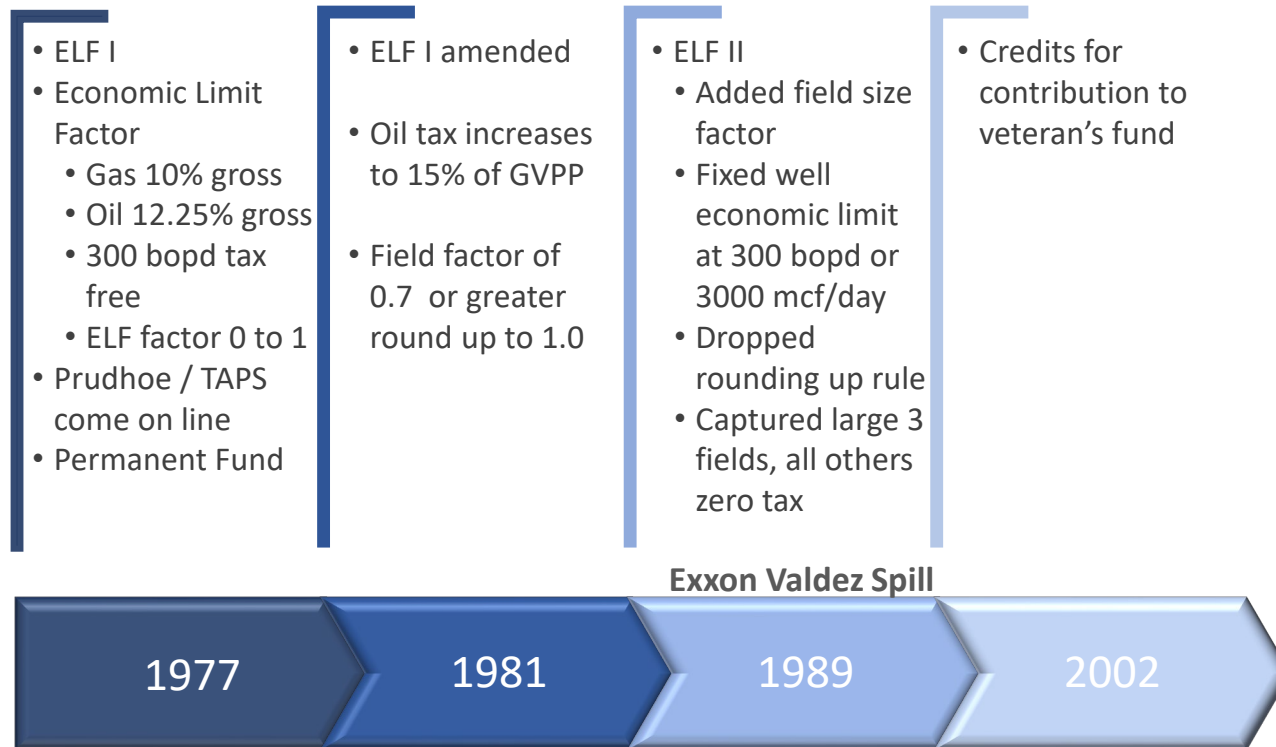 • ELF I
• Economic Limit
Factor
• Gas 10% gross
• Oil 12.25% gross
• 300 bopd tax
free
• ELF factor 0 to 1
• Prudhoe / TAPS
come on line
• Permanent Fund
• ELF I amended
• Oil tax increases
to 15% of GVPP
• Field factor of
0.7 or greater
round up to 1.0
• ELF II
• Added field size
factor
• Fixed well
economic limit
at 300 bopd or
3000 mcf/day
• Dropped
rounding up rule
• Captured large 3
fields, all others
zero tax
• Credits for
contribution to
veteran’s fund
Exxon Valdez Spill
1977
1981
1989
2002